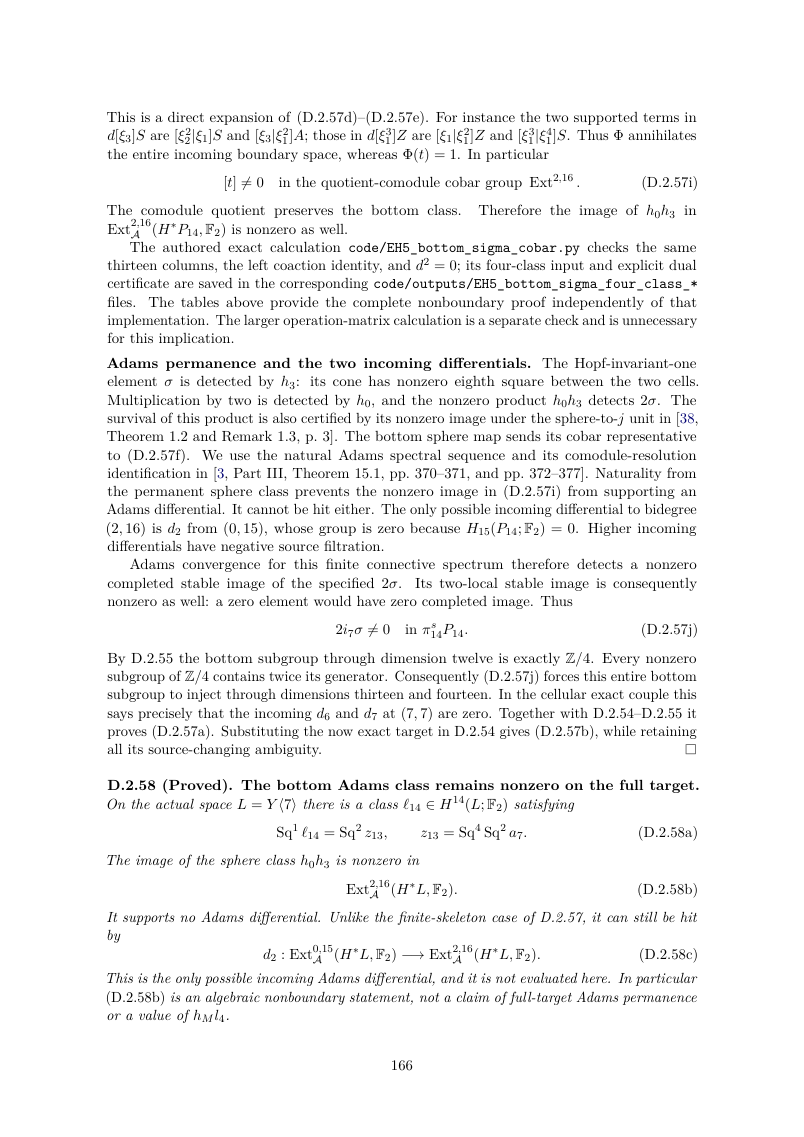 This is a direct expansion of (D.2.57d)–(D.2.57e). For instance the two supported terms in
d[ξ₃]S are [ξ₂²|ξ₁]S and [ξ₃|ξ₁²]A; those in d[ξ₁³]Z are [ξ₁|ξ₁²]Z and [ξ₁³|ξ₁⁴]S. Thus Φ annihilates
the entire incoming boundary space, whereas Φ(t) = 1. In particular
[t] ≠ 0 in the quotient-comodule cobar group Ext^{2,16}. (D.2.57i)
The comodule quotient preserves the bottom class. Therefore the image of h₀h₃ in
Ext_𝒜^{2,16}(H*P₁₄, 𝔽₂) is nonzero as well.
The authored exact calculation code/EH5_bottom_sigma_cobar.py checks the same
thirteen columns, the left coaction identity, and d² = 0; its four-class input and explicit dual
certificate are saved in the corresponding code/outputs/EH5_bottom_sigma_four_class_*
files. The tables above provide the complete nonboundary proof independently of that
implementation. The larger operation-matrix calculation is a separate check and is unnecessary
for this implication.
Adams permanence and the two incoming differentials. The Hopf-invariant-one
element σ is detected by h₃: its cone has nonzero eighth square between the two cells.
Multiplication by two is detected by h₀, and the nonzero product h₀h₃ detects 2σ. The
survival of this product is also certified by its nonzero image under the sphere-to-j unit in [38,
Theorem 1.2 and Remark 1.3, p. 3]. The bottom sphere map sends its cobar representative
to (D.2.57f). We use the natural Adams spectral sequence and its comodule-resolution
identification in [3, Part III, Theorem 15.1, pp. 370–371, and pp. 372–377]. Naturality from
the permanent sphere class prevents the nonzero image in (D.2.57i) from supporting an
Adams differential. It cannot be hit either. The only possible incoming differential to bidegree
(2, 16) is d₂ from (0, 15), whose group is zero because H₁₅(P₁₄; 𝔽₂) = 0. Higher incoming
differentials have negative source filtration.
Adams convergence for this finite connective spectrum therefore detects a nonzero
completed stable image of the specified 2σ. Its two-local stable image is consequently
nonzero as well: a zero element would have zero completed image. Thus
2i₇σ ≠ 0 in π₁₄ˢP₁₄. (D.2.57j)
By D.2.55 the bottom subgroup through dimension twelve is exactly ℤ/4. Every nonzero
subgroup of ℤ/4 contains twice its generator. Consequently (D.2.57j) forces this entire bottom
subgroup to inject through dimensions thirteen and fourteen. In the cellular exact couple this
says precisely that the incoming d₆ and d₇ at (7, 7) are zero. Together with D.2.54–D.2.55 it
proves (D.2.57a). Substituting the now exact target in D.2.54 gives (D.2.57b), while retaining
all its source-changing ambiguity. □
D.2.58 (Proved). The bottom Adams class remains nonzero on the full target.
On the actual space L = Y⟨7⟩ there is a class ℓ₁₄ ∈ H¹⁴(L; 𝔽₂) satisfying
Sq¹ ℓ₁₄ = Sq² z₁₃, z₁₃ = Sq⁴ Sq² a₇. (D.2.58a)
The image of the sphere class h₀h₃ is nonzero in
Ext_𝒜^{2,16}(H*L, 𝔽₂). (D.2.58b)
It supports no Adams differential. Unlike the finite-skeleton case of D.2.57, it can still be hit
by
d₂ : Ext_𝒜^{0,15}(H*L, 𝔽₂) ⟶ Ext_𝒜^{2,16}(H*L, 𝔽₂). (D.2.58c)
This is the only possible incoming Adams differential, and it is not evaluated here. In particular
(D.2.58b) is an algebraic nonboundary statement, not a claim of full-target Adams permanence
or a value of h_M l₄.
166